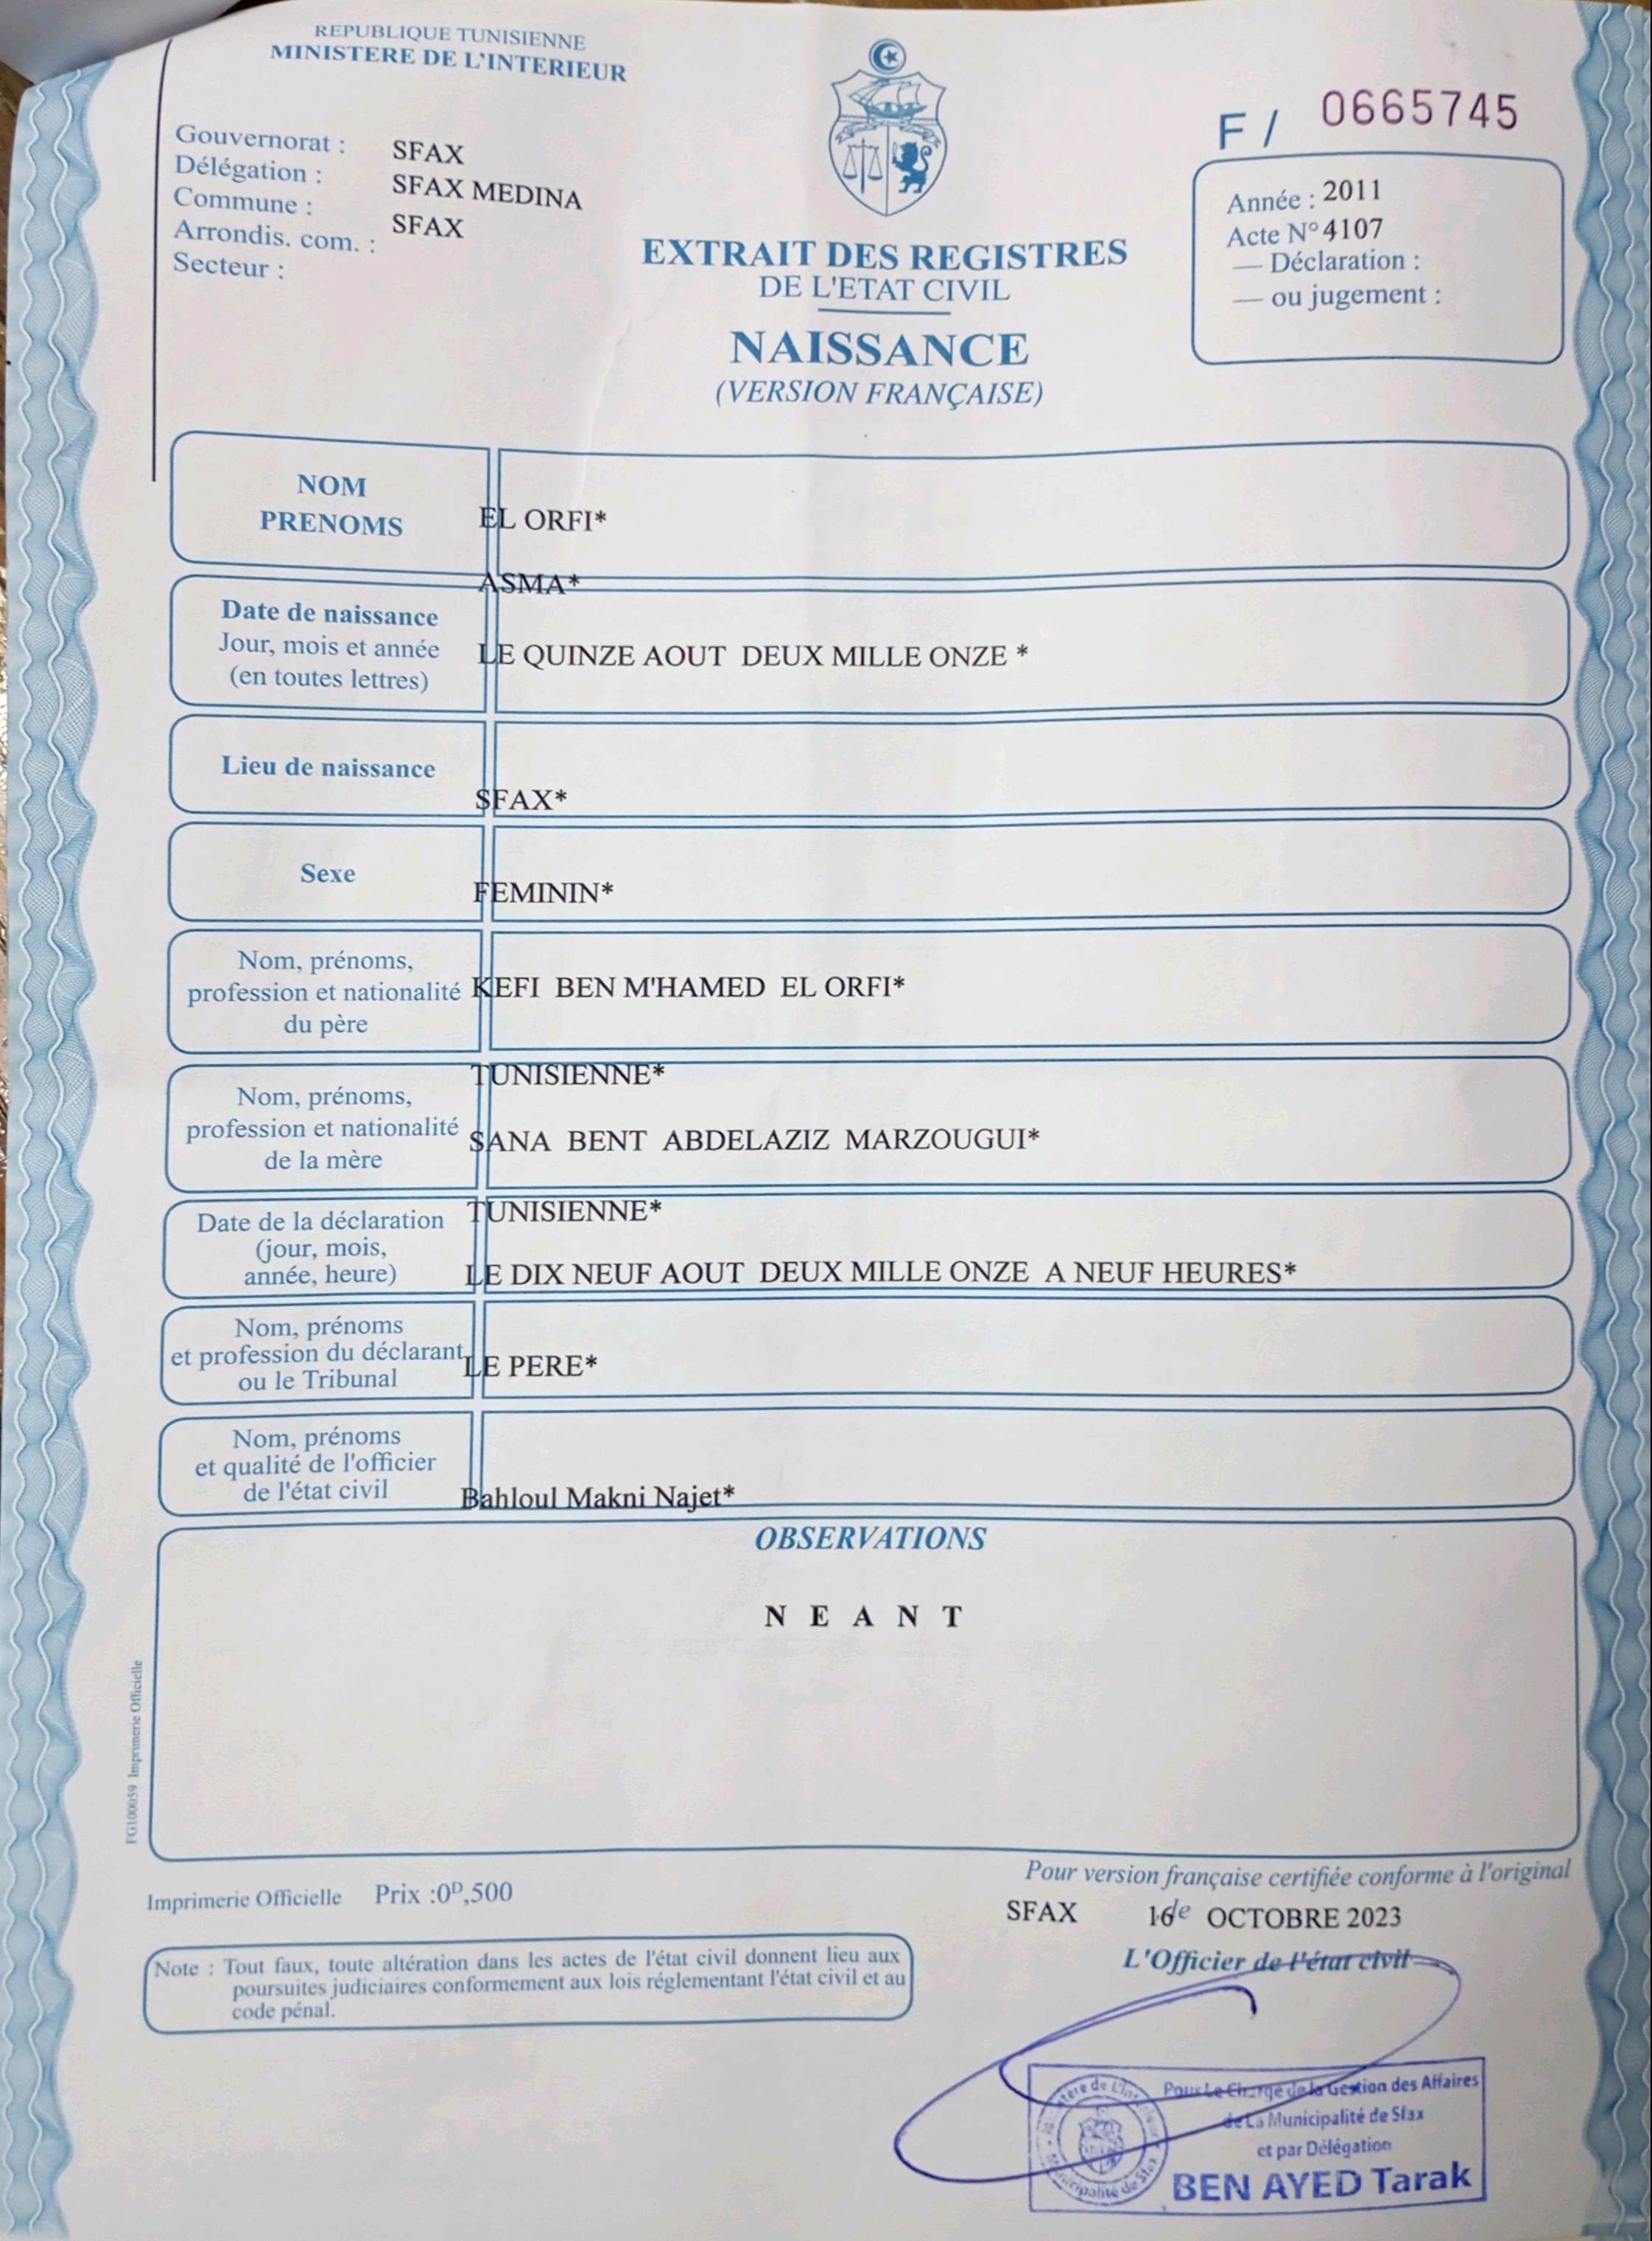 REPUBLIQUE TUNISIENNE
MINISTERE DE L'INTERIEUR
Gouvernorat : SFAX
Délégation : SFAX MEDINA
Commune : SFAX
Arrondis. com. :
Secteur :
F / 0665745
Année : 2011
Acte N° 4107
— Déclaration :
— ou jugement :
EXTRAIT DES REGISTRES
DE L'ETAT CIVIL
NAISSANCE
(VERSION FRANÇAISE)
NOM
PRENOMS
EL ORFI*
ASMA*
Date de naissance
Jour, mois et année
(en toutes lettres)
LE QUINZE AOUT DEUX MILLE ONZE *
Lieu de naissance
SFAX*
Sexe
FEMININ*
Nom, prénoms,
profession et nationalité
du père
KEFI BEN M'HAMED EL ORFI*
TUNISIENNE*
Nom, prénoms,
profession et nationalité
de la mère
SANA BENT ABDELAZIZ MARZOUGUI*
TUNISIENNE*
Date de la déclaration
(jour, mois,
année, heure)
LE DIX NEUF AOUT DEUX MILLE ONZE A NEUF HEURES*
Nom, prénoms
et profession du déclarant
ou le Tribunal
LE PERE*
Nom, prénoms
et qualité de l'officier
de l'état civil
Bahloul Makni Najet*
OBSERVATIONS
N E A N T
FG100059 Imprimerie Officielle
Imprimerie Officielle Prix :0ᴰ,500
Pour version française certifiée conforme à l'original
SFAX 16 le OCTOBRE 2023
L'Officier de l'état civil
Note : Tout faux, toute altération dans les actes de l'état civil donnent lieu aux
poursuites judiciaires conformement aux lois réglementant l'état civil et au
code pénal.
Pour Le Chargé de la Gestion des Affaires
de La Municipalité de Sfax
et par Délégation
BEN AYED Tarak
Municipalité de Sfax